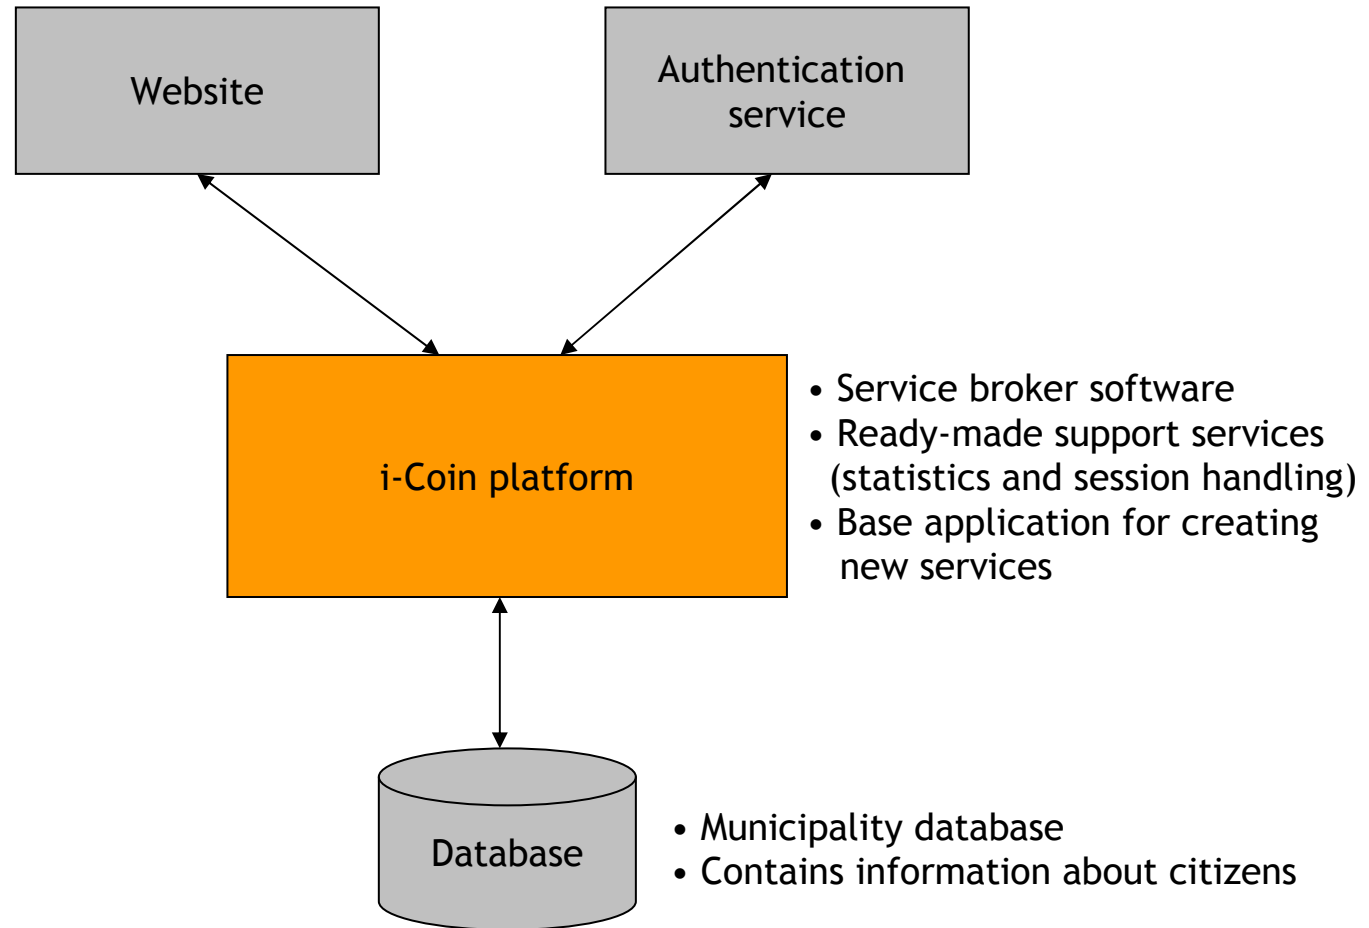 Website
Authentication
service
i-Coin platform
• Service broker software
• Ready-made support services
(statistics and session handling)
• Base application for creating
new services
Database
• Municipality database
• Contains information about citizens